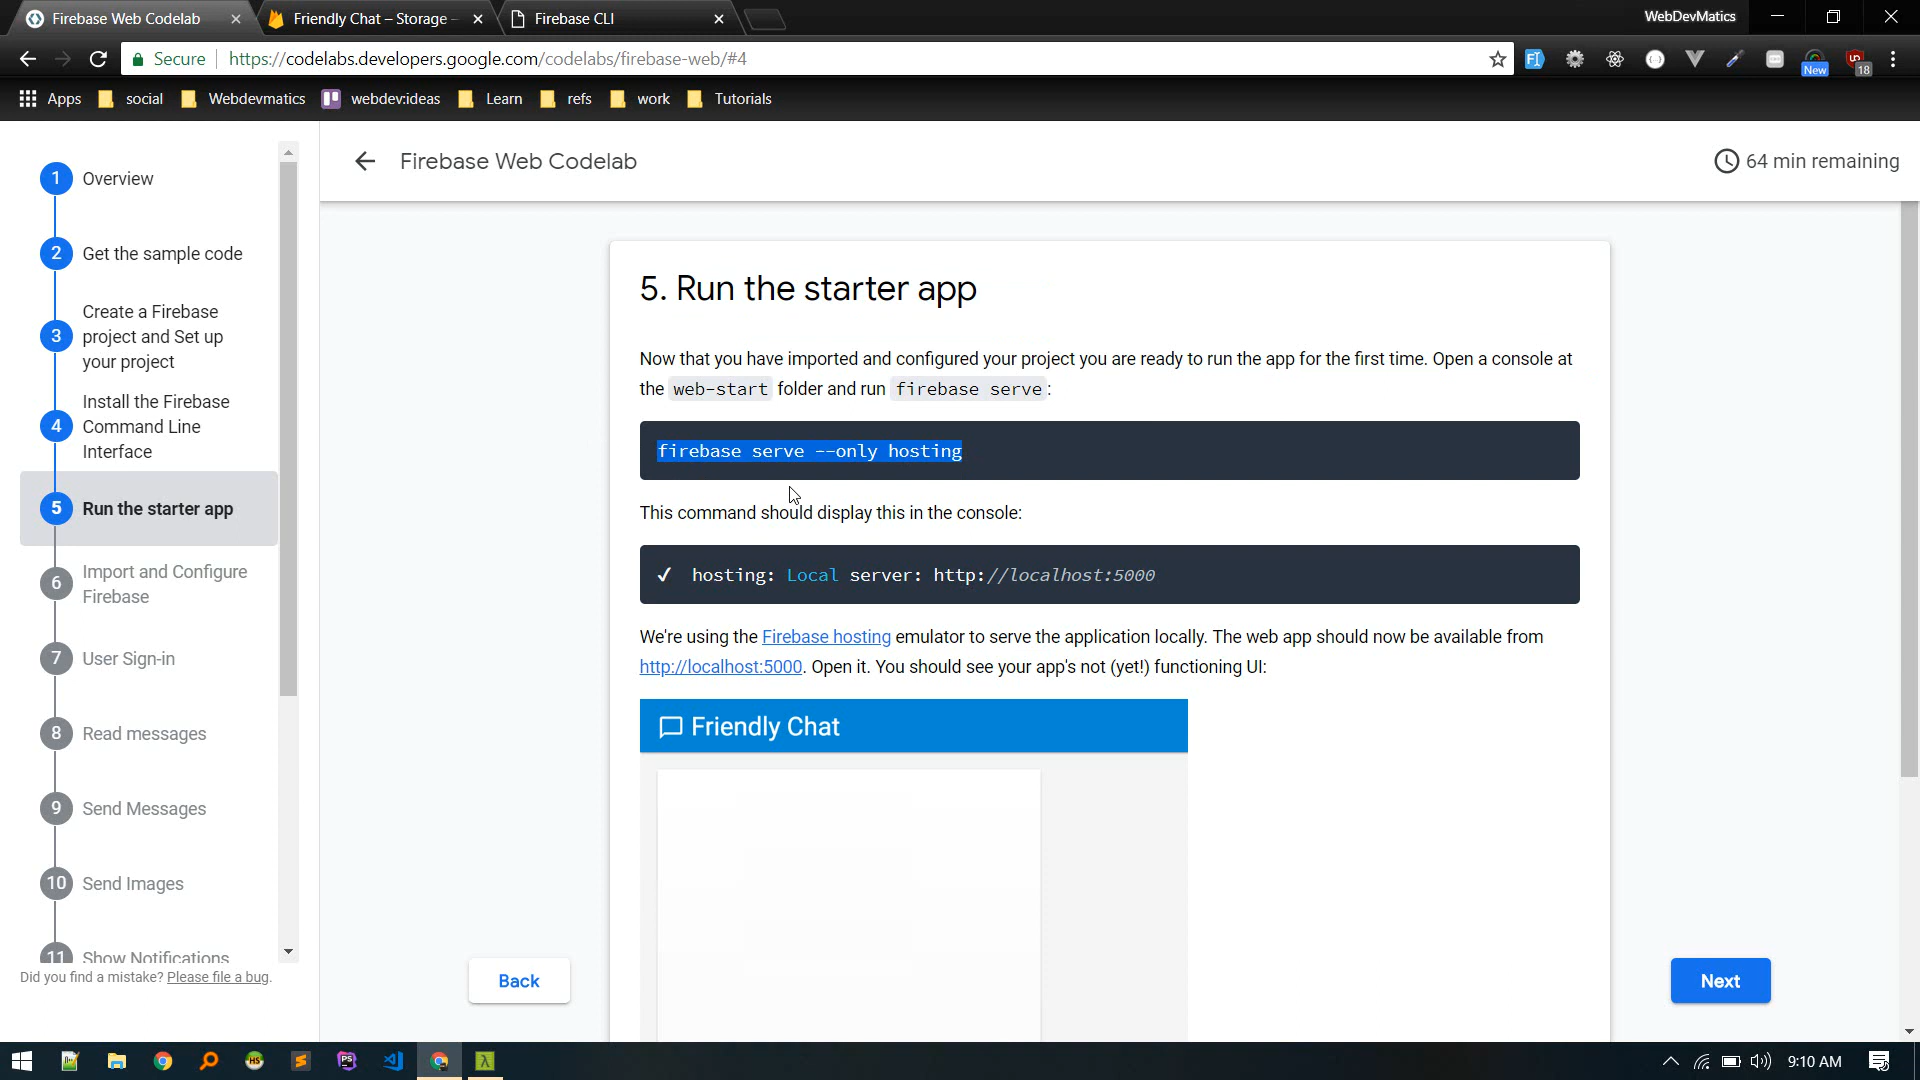 Firebase Web Codelab
Friendly Chat – Storage
Firebase CLI
WebDevMatics
Secure
https://codelabs.developers.google.com/codelabs/firebase-web/#4
New
18
Apps
social
Webdevmatics
webdev:ideas
Learn
refs
work
Tutorials
1 Overview
2 Get the sample code
3 Create a Firebase
project and Set up
your project
4 Install the Firebase
Command Line
Interface
5 Run the starter app
6 Import and Configure
Firebase
7 User Sign-in
8 Read messages
9 Send Messages
10 Send Images
11 Show Notifications
Did you find a mistake? Please file a bug.
Firebase Web Codelab
64 min remaining
5. Run the starter app
Now that you have imported and configured your project you are ready to run the app for the first time. Open a console at
the web-start folder and run firebase serve:
firebase serve --only hosting
This command should display this in the console:
✓ hosting: Local server: http://localhost:5000
We're using the Firebase hosting emulator to serve the application locally. The web app should now be available from
http://localhost:5000. Open it. You should see your app's not (yet!) functioning UI:
Friendly Chat
Back
Next
9:10 AM